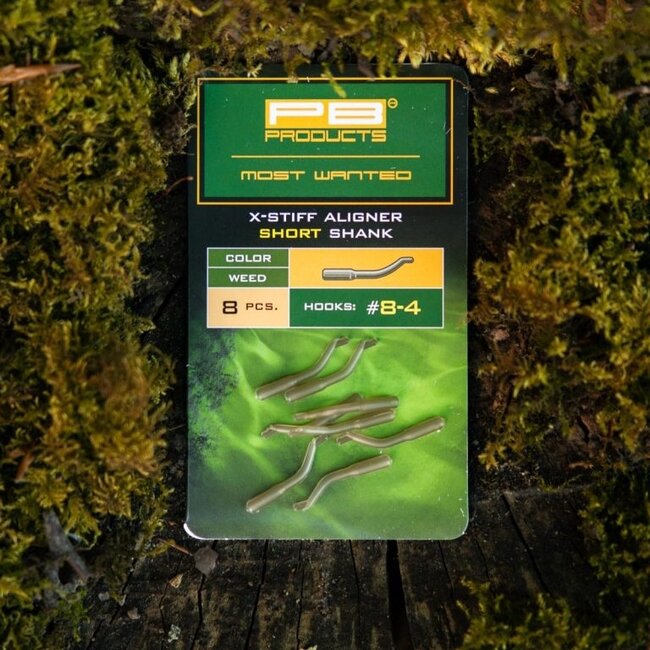 PB
PRODUCTS
MOST WANTED
X-STIFF ALIGNER
SHORT SHANK
COLOR
WEED
8 PCS.
HOOKS: #8-4